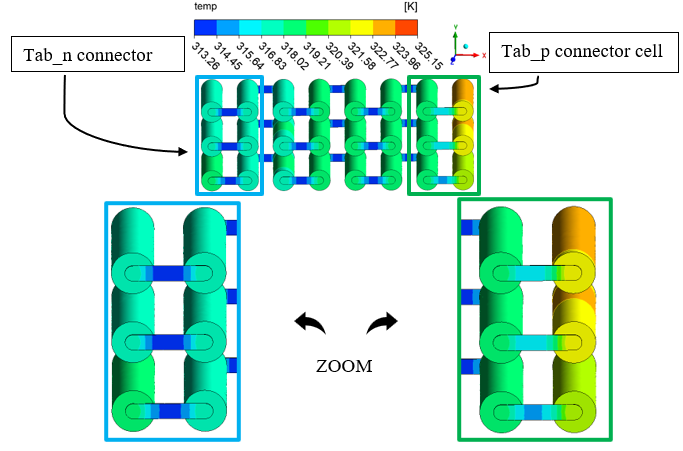 temp [K]
313.26 314.45 315.64 316.83 318.02 319.21 320.39 321.58 322.77 323.96 325.15
Y
X
Z
Tab_n connector
Tab_p connector cell
ZOOM